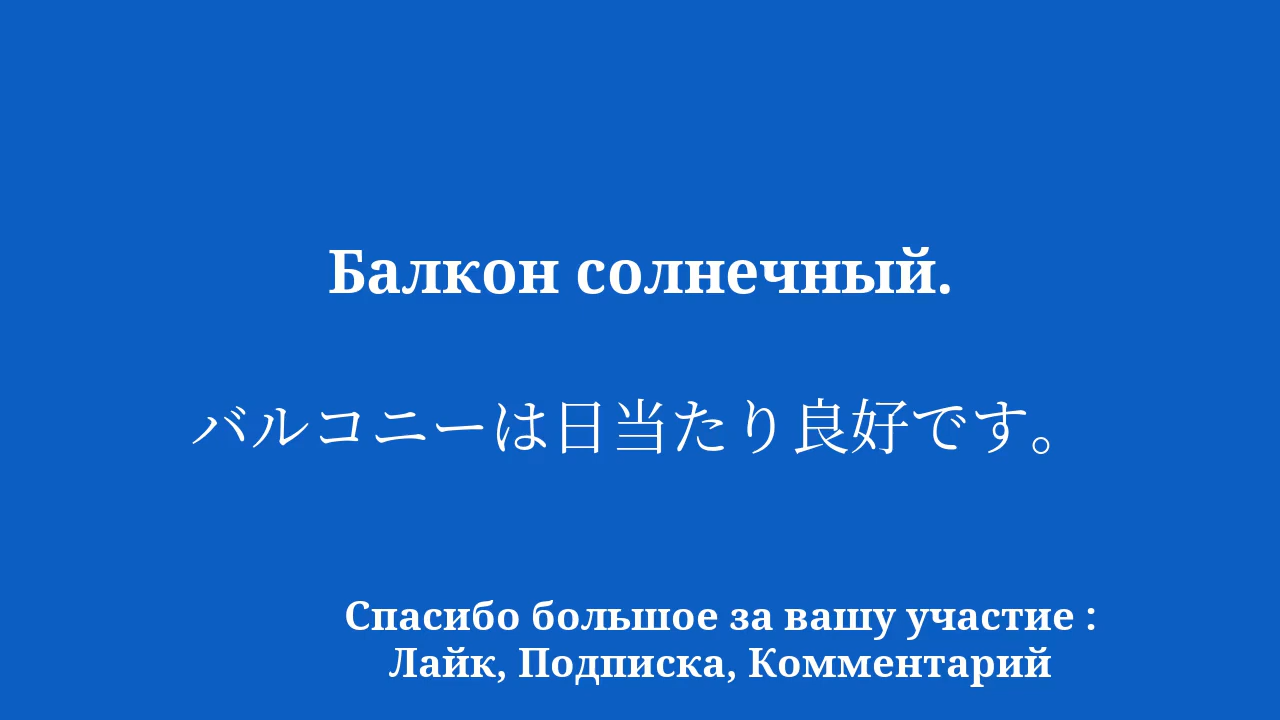 Балкон солнечный.
バルコニーは日当たり良好です。
Спасибо большое за вашу участие :
Лайк, Подписка, Комментарий